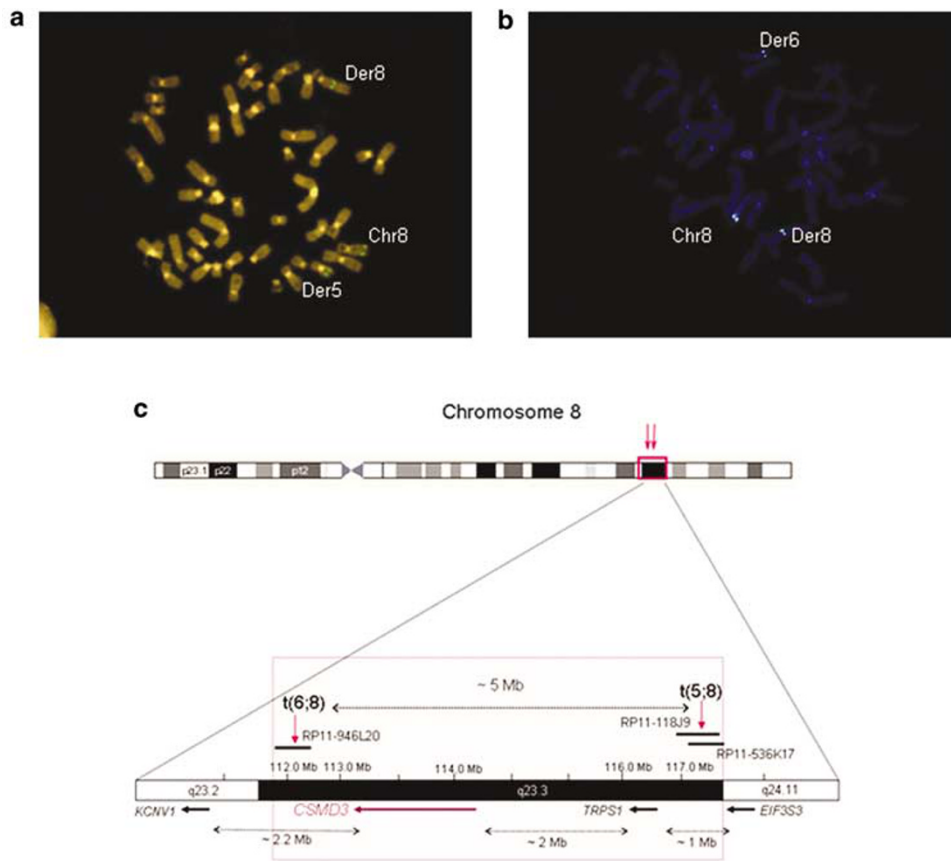 a
Der8
Chr8
Der5
b
Der6
Chr8
Der8
c
Chromosome 8
p23.1 p22 p12
~ 5 Mb
t(6;8) t(5;8)
RP11-946L20 RP11-118J9
RP11-536K17
112.0 Mb 113.0 Mb 114.0 Mb 116.0 Mb 117.0 Mb
q23.2 q23.3 q24.11
KCNV1 CSMD3 TRPS1 EIF3S3
~ 2.2 Mb ~ 2 Mb ~ 1 Mb